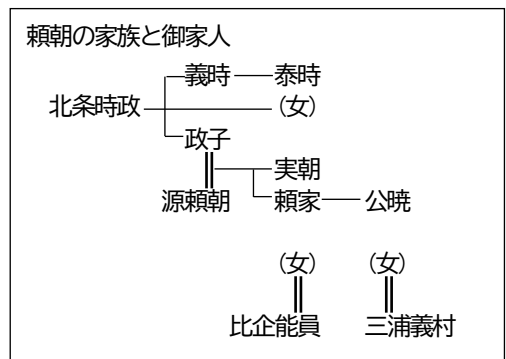 頼朝の家族と御家人
義時 泰時
北条時政 (女)
政子
実朝
源頼朝 頼家 公暁
(女) (女)
比企能員 三浦義村